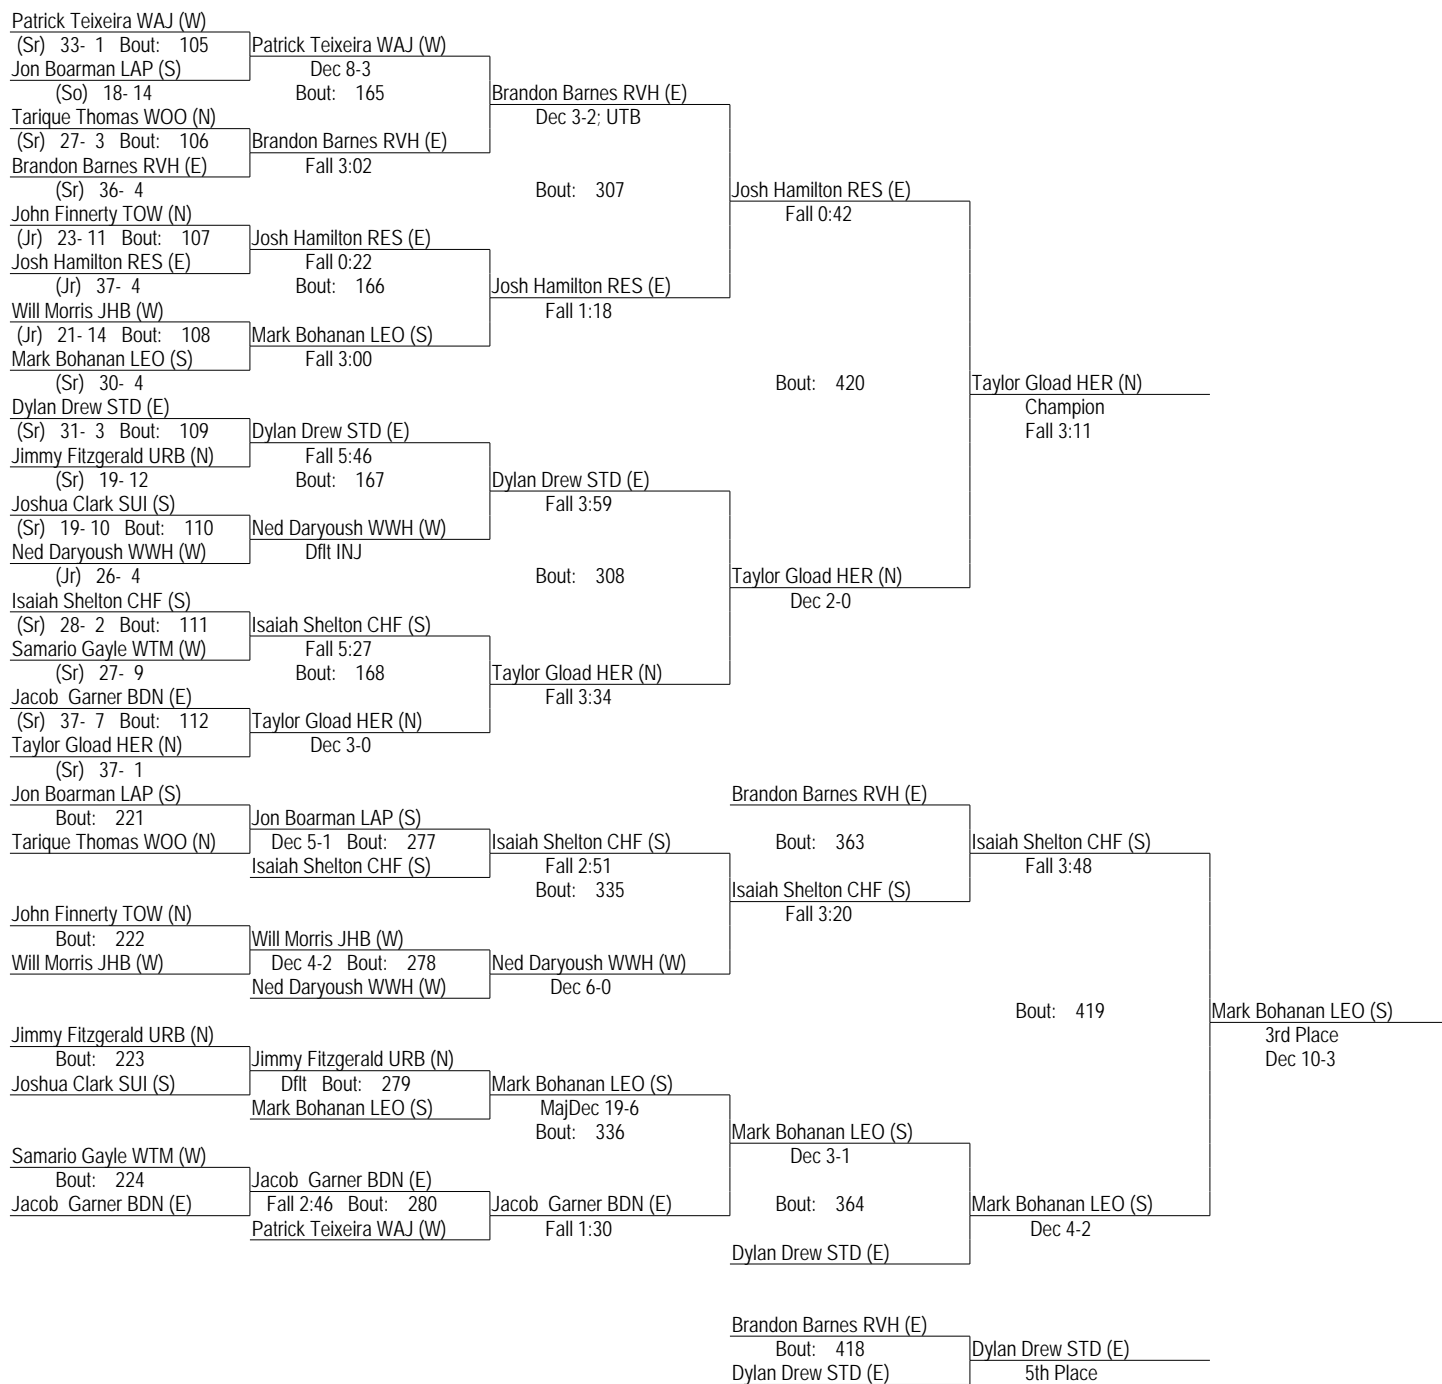 Patrick Teixeira WAJ (W)
(Sr) 33- 1 Bout: 105 Patrick Teixeira WAJ (W)
Jon Boarman LAP (S) Dec 8-3
(So) 18- 14 Bout: 165 Brandon Barnes RVH (E)
Tarique Thomas WOO (N) Dec 3-2; UTB
(Sr) 27- 3 Bout: 106 Brandon Barnes RVH (E)
Brandon Barnes RVH (E) Fall 3:02
(Sr) 36- 4 Bout: 307 Josh Hamilton RES (E)
John Finnerty TOW (N) Fall 0:42
(Jr) 23- 11 Bout: 107 Josh Hamilton RES (E)
Josh Hamilton RES (E) Fall 0:22
(Jr) 37- 4 Bout: 166 Josh Hamilton RES (E)
Will Morris JHB (W) Fall 1:18
(Jr) 21- 14 Bout: 108 Mark Bohanan LEO (S)
Mark Bohanan LEO (S) Fall 3:00
(Sr) 30- 4 Bout: 420 Taylor Gload HER (N)
Dylan Drew STD (E) Champion
(Sr) 31- 3 Bout: 109 Dylan Drew STD (E) Fall 3:11
Jimmy Fitzgerald URB (N) Fall 5:46
(Sr) 19- 12 Bout: 167 Dylan Drew STD (E)
Joshua Clark SUI (S) Fall 3:59
(Sr) 19- 10 Bout: 110 Ned Daryoush WWH (W)
Ned Daryoush WWH (W) Dflt INJ
(Jr) 26- 4 Bout: 308 Taylor Gload HER (N)
Isaiah Shelton CHF (S) Dec 2-0
(Sr) 28- 2 Bout: 111 Isaiah Shelton CHF (S)
Samario Gayle WTM (W) Fall 5:27
(Sr) 27- 9 Bout: 168 Taylor Gload HER (N)
Jacob Garner BDN (E) Fall 3:34
(Sr) 37- 7 Bout: 112 Taylor Gload HER (N)
Taylor Gload HER (N) Dec 3-0
(Sr) 37- 1
Jon Boarman LAP (S) Brandon Barnes RVH (E)
Bout: 221 Jon Boarman LAP (S)
Tarique Thomas WOO (N) Dec 5-1 Bout: 277 Isaiah Shelton CHF (S) Bout: 363 Isaiah Shelton CHF (S)
Isaiah Shelton CHF (S) Fall 2:51 Fall 3:48
Bout: 335 Isaiah Shelton CHF (S)
John Finnerty TOW (N) Fall 3:20
Bout: 222 Will Morris JHB (W)
Will Morris JHB (W) Dec 4-2 Bout: 278 Ned Daryoush WWH (W)
Ned Daryoush WWH (W) Dec 6-0
Bout: 419 Mark Bohanan LEO (S)
Jimmy Fitzgerald URB (N) 3rd Place
Bout: 223 Jimmy Fitzgerald URB (N) Dec 10-3
Joshua Clark SUI (S) Dflt Bout: 279 Mark Bohanan LEO (S)
Mark Bohanan LEO (S) MajDec 19-6
Bout: 336 Mark Bohanan LEO (S)
Samario Gayle WTM (W) Dec 3-1
Bout: 224 Jacob Garner BDN (E)
Jacob Garner BDN (E) Fall 2:46 Bout: 280 Jacob Garner BDN (E) Bout: 364 Mark Bohanan LEO (S)
Patrick Teixeira WAJ (W) Fall 1:30 Dec 4-2
Dylan Drew STD (E)
Brandon Barnes RVH (E)
Bout: 418 Dylan Drew STD (E)
Dylan Drew STD (E) 5th Place